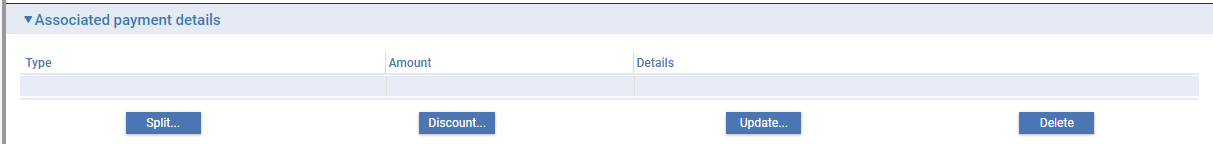 ▼Associated payment details
Type Amount Details
Split... Discount... Update... Delete